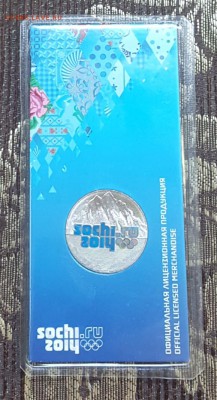 sochi.ru
2014
sochi.ru
2014
ОФИЦИАЛЬНАЯ ЛИЦЕНЗИОННАЯ ПРОДУКЦИЯ
OFFICIAL LICENSED MERCHANDISE